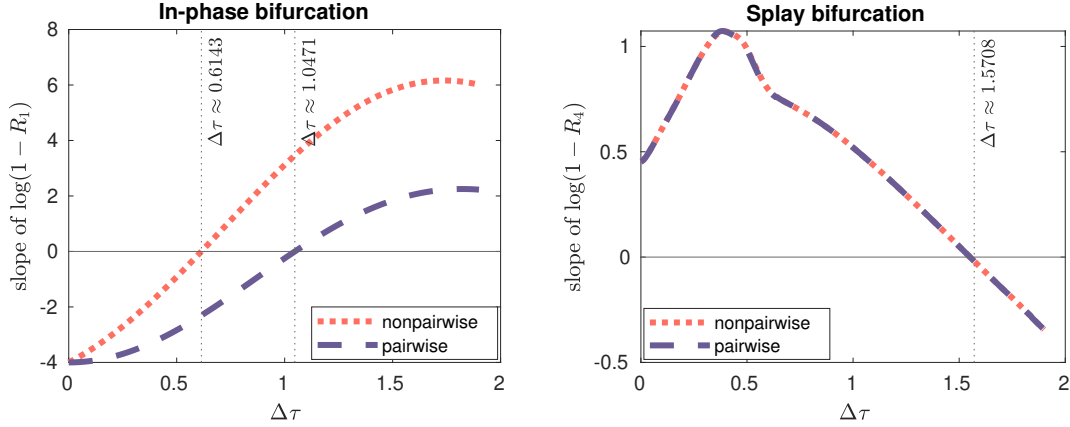 In-phase bifurcation
slope of log(1 − R₁)
8
6
4
2
0
-2
-4
Δτ ≈ 0.6143
Δτ ≈ 1.0471
nonpairwise
pairwise
0
0.5
1
1.5
2
Δτ
Splay bifurcation
slope of log(1 − R₄)
1
0.5
0
-0.5
Δτ ≈ 1.5708
nonpairwise
pairwise
0
0.5
1
1.5
2
Δτ